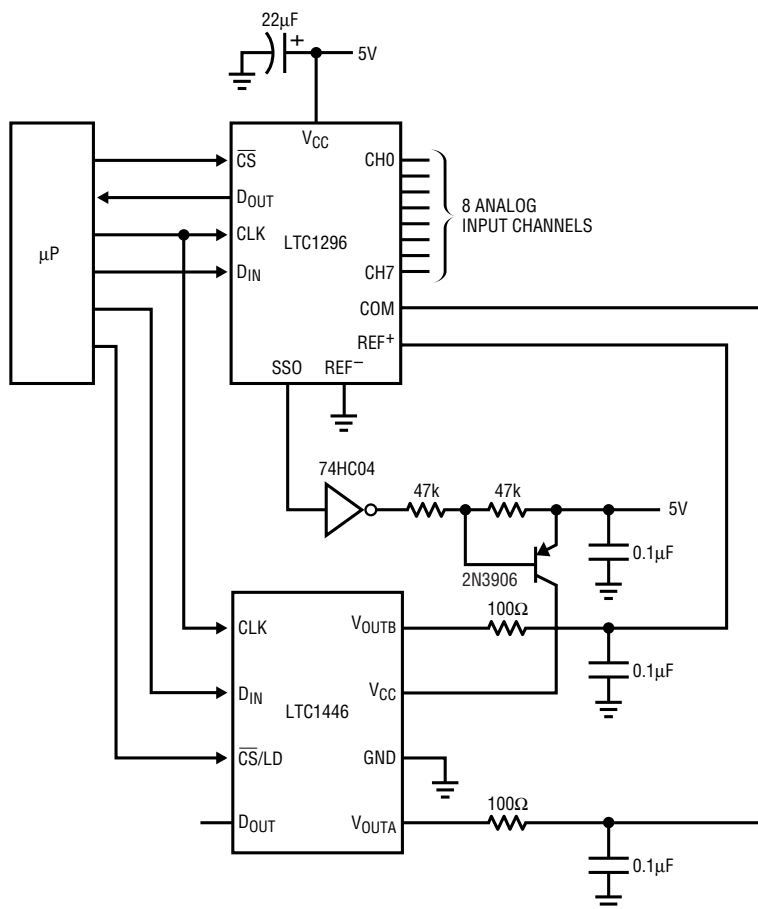 22µF
+
5V
µP
V_CC
C̅S̅
D_OUT
CLK
D_IN
LTC1296
CH0
CH7
8 ANALOG
INPUT CHANNELS
COM
REF⁺
SSO
REF⁻
74HC04
47k
47k
5V
0.1µF
2N3906
100Ω
CLK
V_OUTB
0.1µF
D_IN
LTC1446
V_CC
C̅S̅/LD
GND
100Ω
D_OUT
V_OUTA
0.1µF